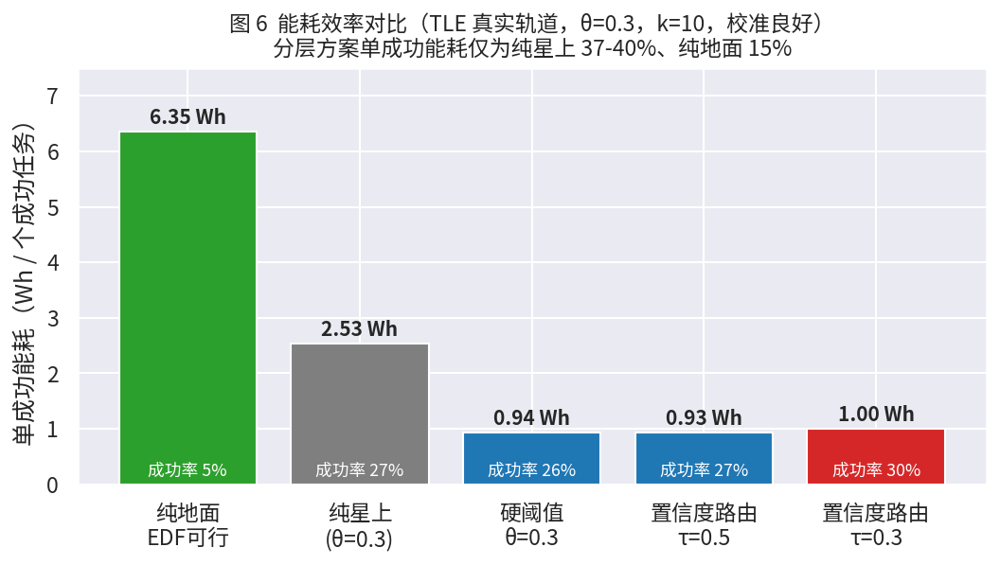 图 6 能耗效率对比（TLE 真实轨道，θ=0.3，k=10，校准良好）
分层方案单成功能耗仅为纯星上 37-40%、纯地面 15%
单成功能耗（Wh / 个成功任务）
7
6
5
4
3
2
1
0
6.35 Wh
2.53 Wh
0.94 Wh
0.93 Wh
1.00 Wh
成功率 5%
成功率 27%
成功率 26%
成功率 27%
成功率 30%
纯地面
EDF可行
纯星上
(θ=0.3)
硬阈值
θ=0.3
置信度路由
τ=0.5
置信度路由
τ=0.3